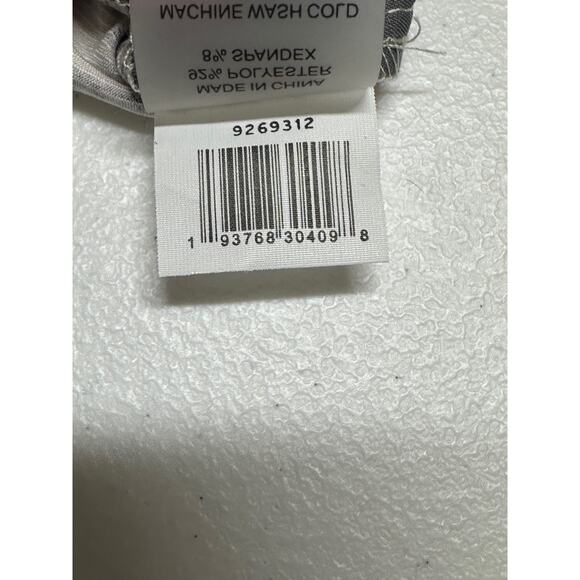 MADE IN CHINA
92% POLYESTER
8% SPANDEX
MACHINE WASH COLD
9269312
1 93768 30409 8